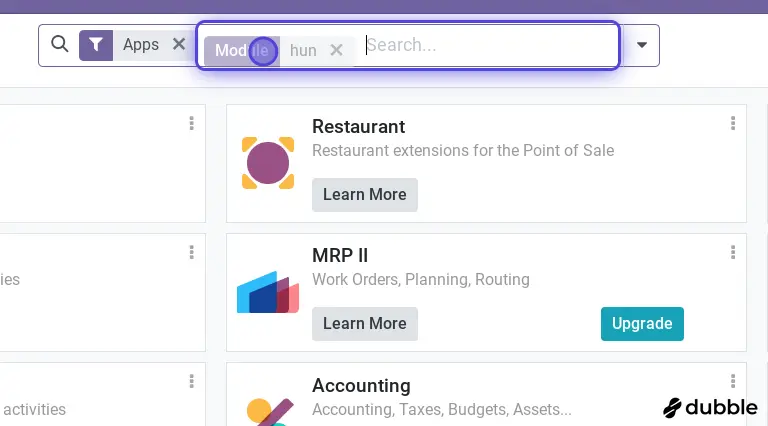 Apps Module hun Search...
Restaurant
Restaurant extensions for the Point of Sale
Learn More
MRP II
ies
Work Orders, Planning, Routing
Learn More Upgrade
Accounting
activities
Accounting, Taxes, Budgets, Assets...
dubble